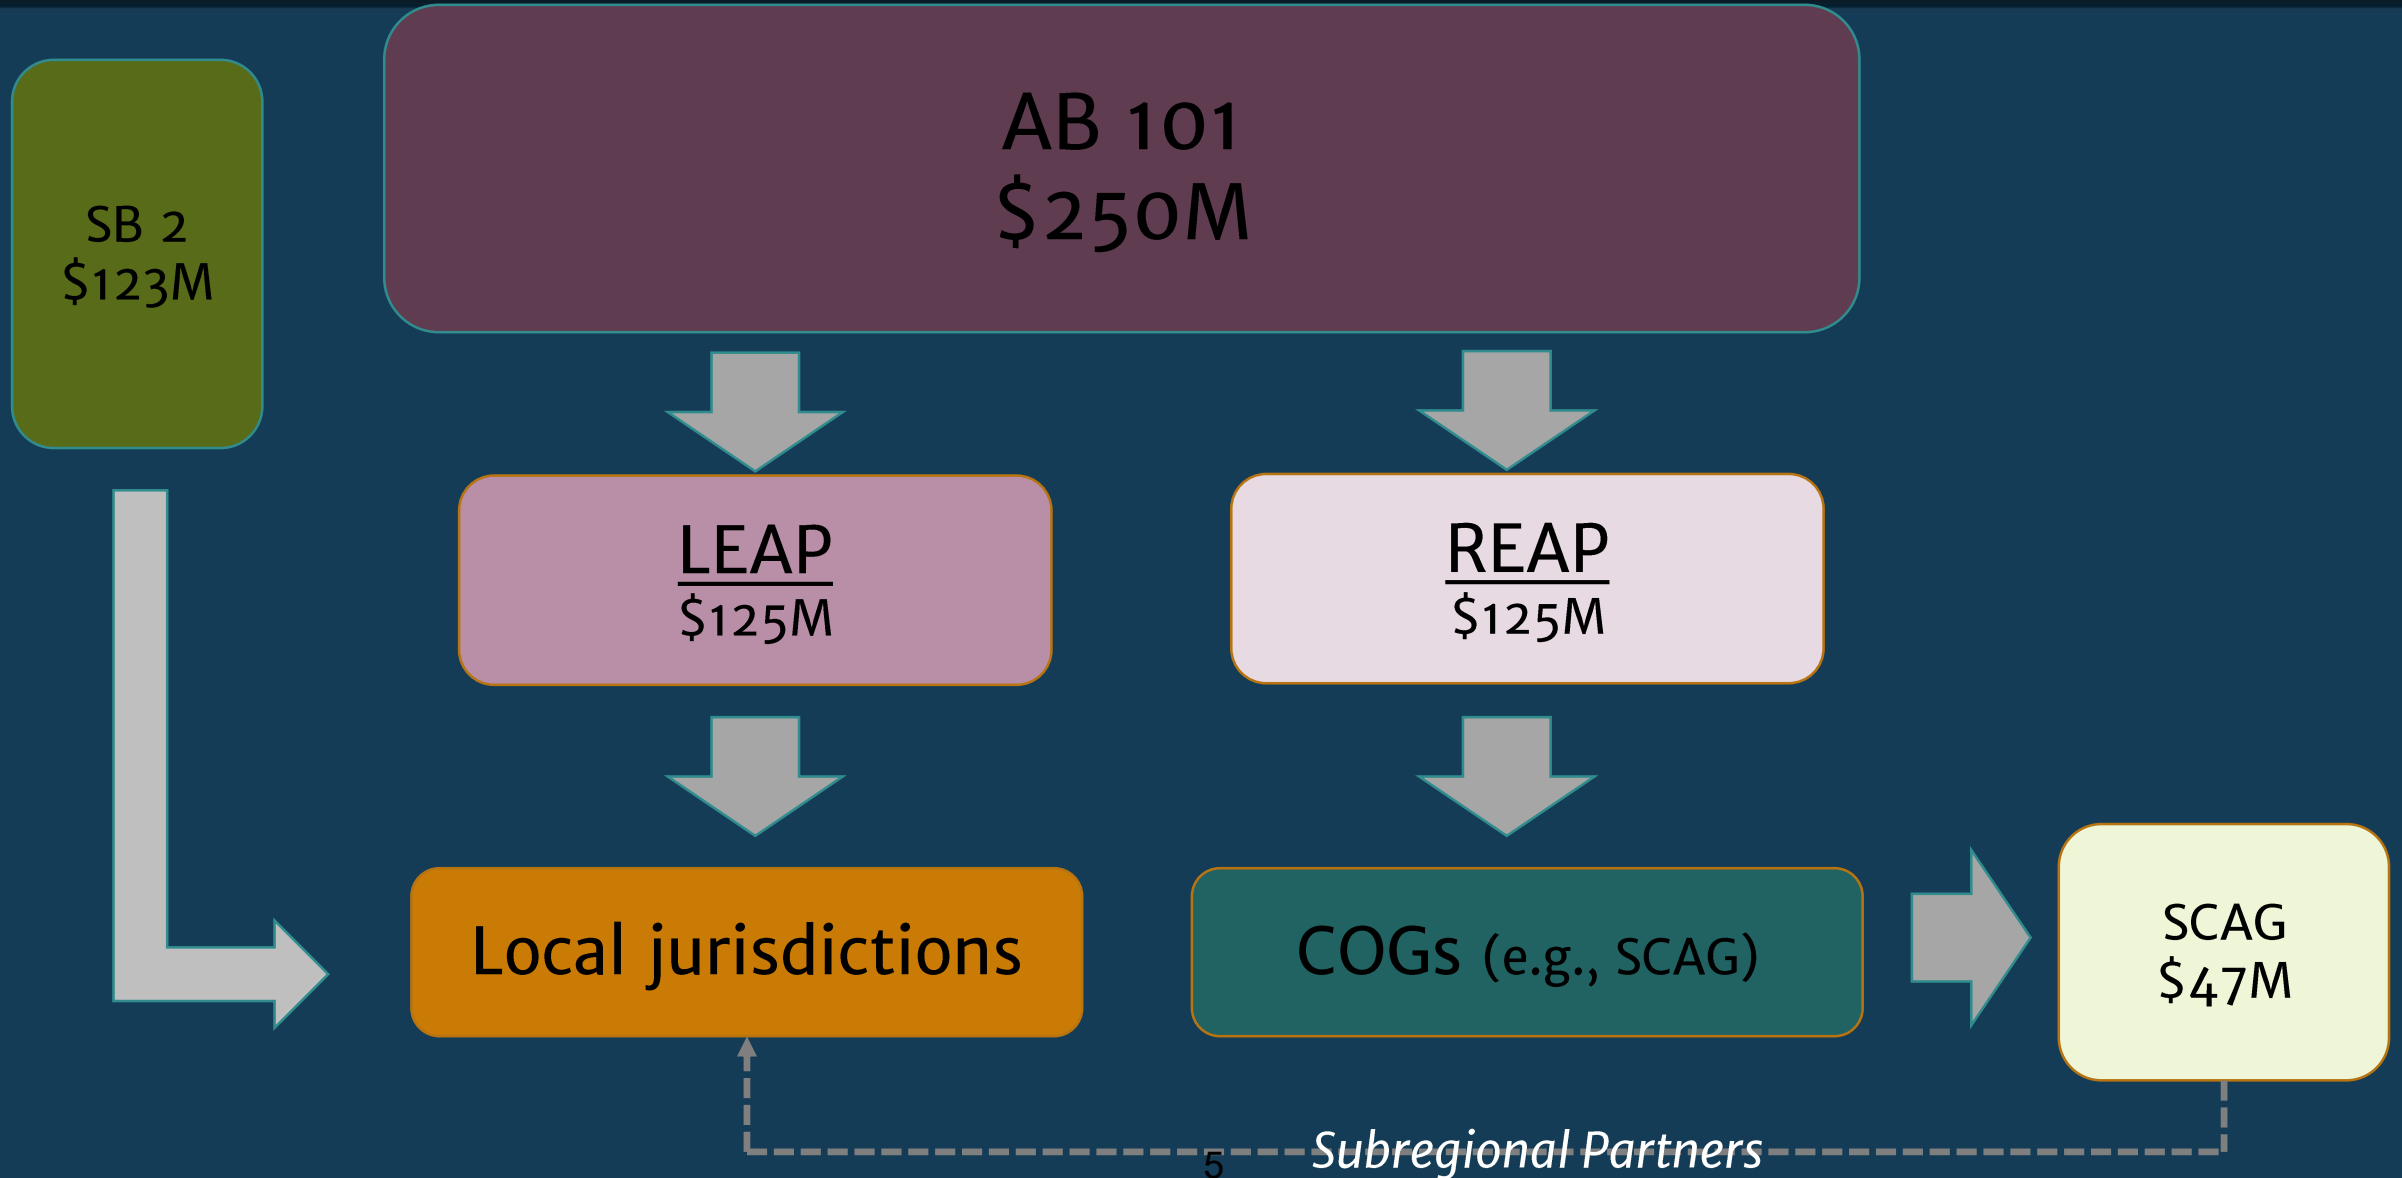 AB 101
$250M
SB 2
$123M
LEAP
$125M
REAP
$125M
Local jurisdictions
COGs (e.g., SCAG)
SCAG
$47M
Subregional Partners
5